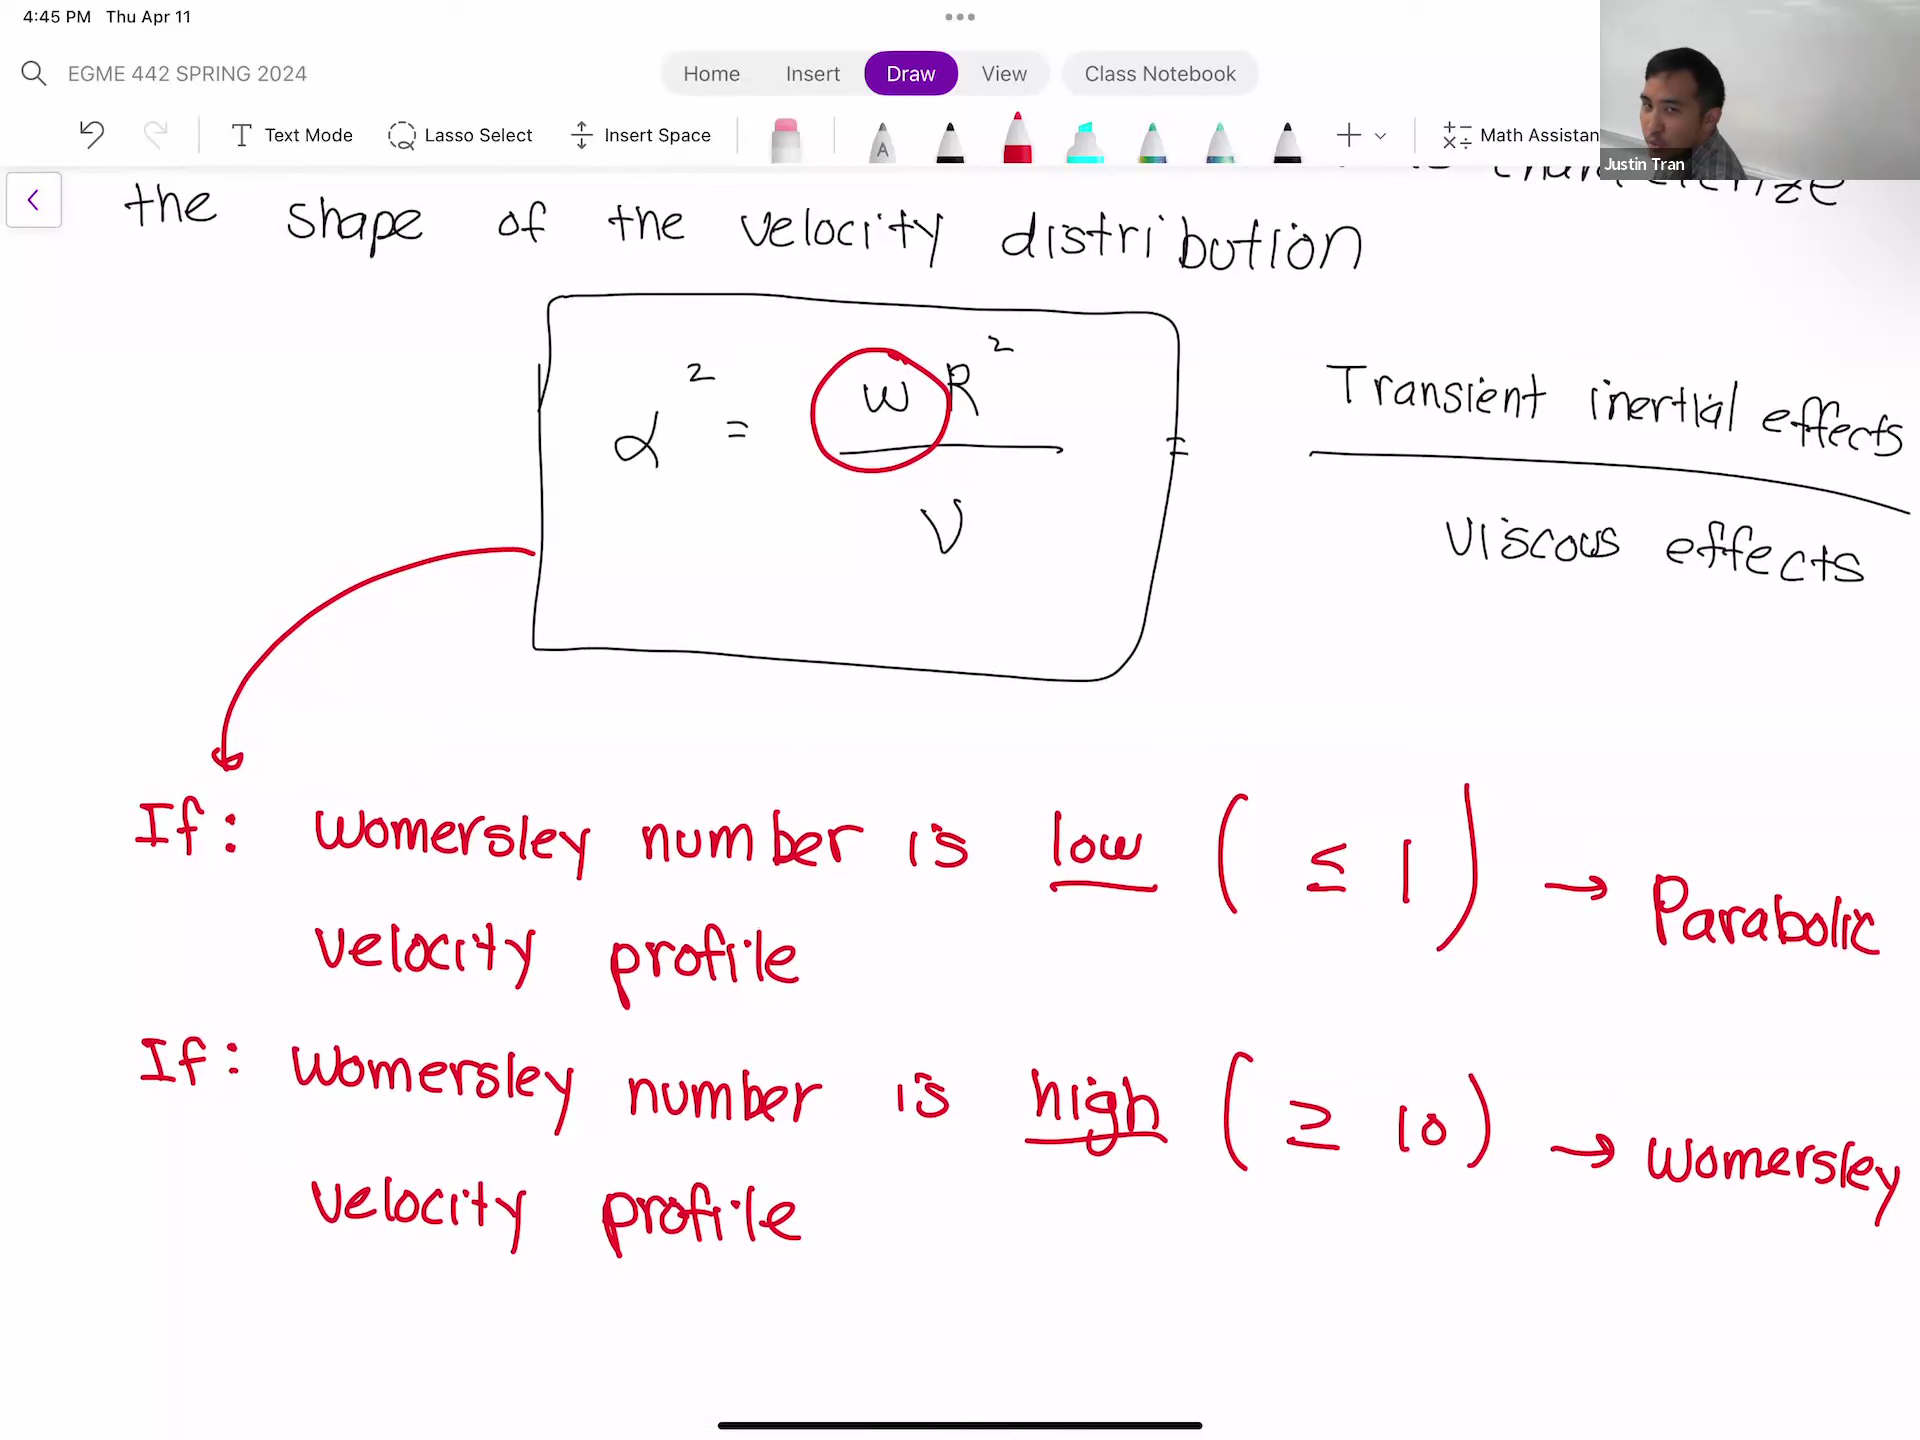 4:45 PM Thu Apr 11
EGME 442 SPRING 2024
Home Insert Draw View Class Notebook
Text Mode Lasso Select Insert Space Math Assistan
Justin Tran
the shape of the velocity distribution
α² = ωR² / ν = Transient inertial effects / viscous effects
If: Womersley number is low ( ≤ 1 ) → Parabolic
velocity profile
If: Womersley number is high ( ≥ 10 ) → Womersley
velocity profile